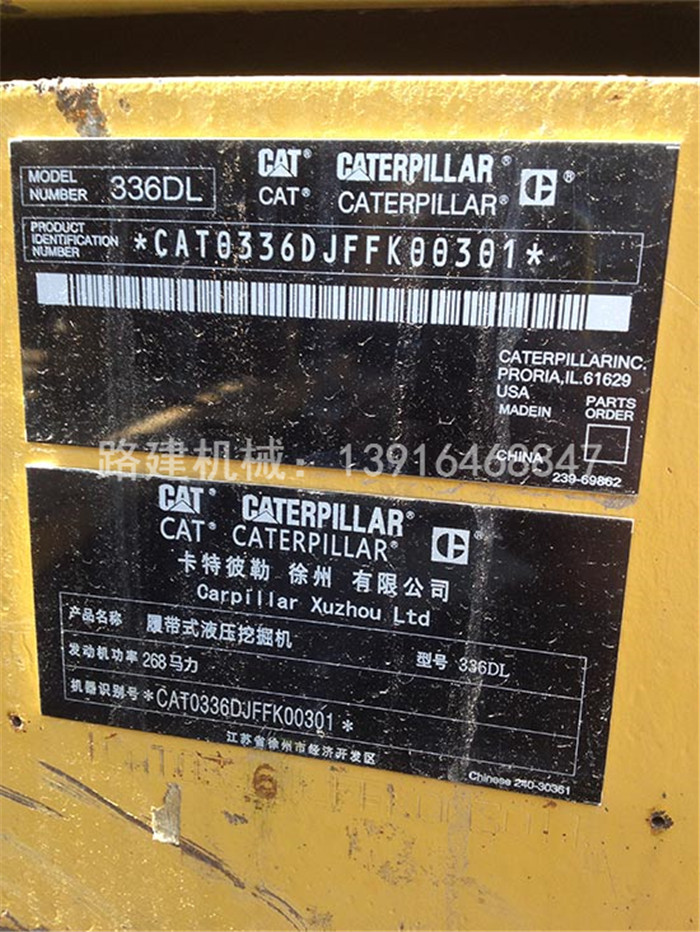 CAT® CATERPILLAR®
MODEL NUMBER 336DL CAT® CATERPILLAR® ®
PRODUCT IDENTIFICATION NUMBER *CAT0336DJFFK00301*
CATERPILLARINC.
PRORIA,IL.61629
USA
MADEIN
PARTS ORDER
CHINA
239-69862
路建机械：13916468347
CAT® CATERPILLAR®
CAT® CATERPILLAR® ®
卡特彼勒 徐州 有限公司
Carpillar Xuzhou Ltd
产品名称 履带式液压挖掘机
型号 336DL
发动机功率 268马力
机器识别号 *CAT0336DJFFK00301*
江苏省徐州市经济开发区
Chinese 240-30361